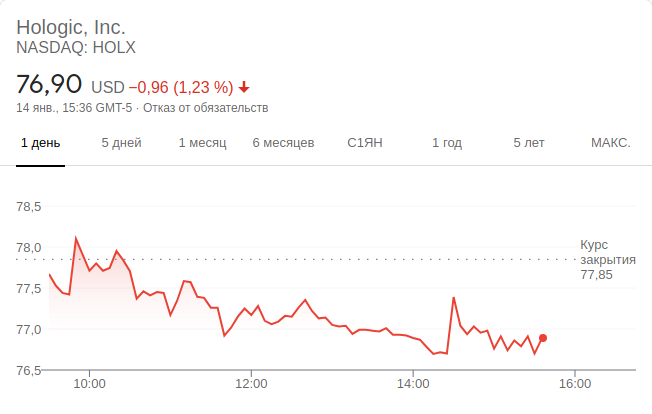 Hologic, Inc.
NASDAQ: HOLX
76,90 USD −0,96 (1,23 %)
14 янв., 15:36 GMT-5 · Отказ от обязательств
1 день 5 дней 1 месяц 6 месяцев С1ЯН 1 год 5 лет МАКС.
78,5
78,0
77,5
77,0
76,5
Курс
закрытия
77,85
10:00 12:00 14:00 16:00